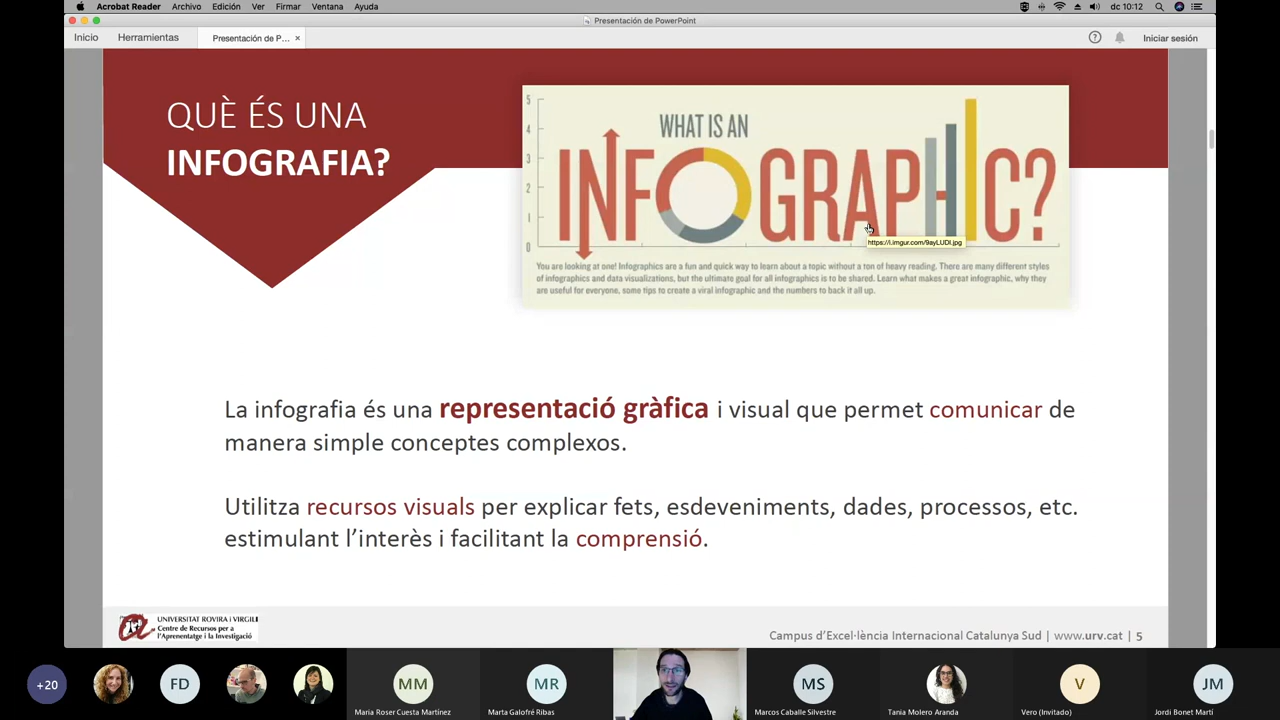 Acrobat Reader Archivo Edición Ver Firmar Ventana Ayuda
dc 10:12
Presentación de PowerPoint
Inicio Herramientas Presentación de P... × Iniciar sesión
QUÈ ÉS UNA
INFOGRAFIA?
5
4
3
2
1
0
WHAT IS AN
INFOGRAPHIC?
https://i.imgur.com/9ayLUDl.jpg
You are looking at one! Infographics are a fun and quick way to learn about a topic without a ton of heavy reading. There are many different styles
of infographics and data visualizations, but the ultimate goal for all infographics is to be shared. Learn what makes a great infographic, why they
are useful for everyone, some tips to create a viral infographic and the numbers to back it all up.
La infografia és una representació gràfica i visual que permet comunicar de
manera simple conceptes complexos.
Utilitza recursos visuals per explicar fets, esdeveniments, dades, processos, etc.
estimulant l’interès i facilitant la comprensió.
UNIVERSITAT ROVIRA i VIRGILI
Centre de Recursos per a
l'Aprenentatge i la Investigació
Campus d’Excel·lència Internacional Catalunya Sud | www.urv.cat | 5
+20 FD MM MR MS V JM
Maria Roser Cuesta Martínez Marta Galofré Ribas Marcos Caballe Silvestre Tania Molero Aranda Vero (Invitado) Jordi Bonet Martí